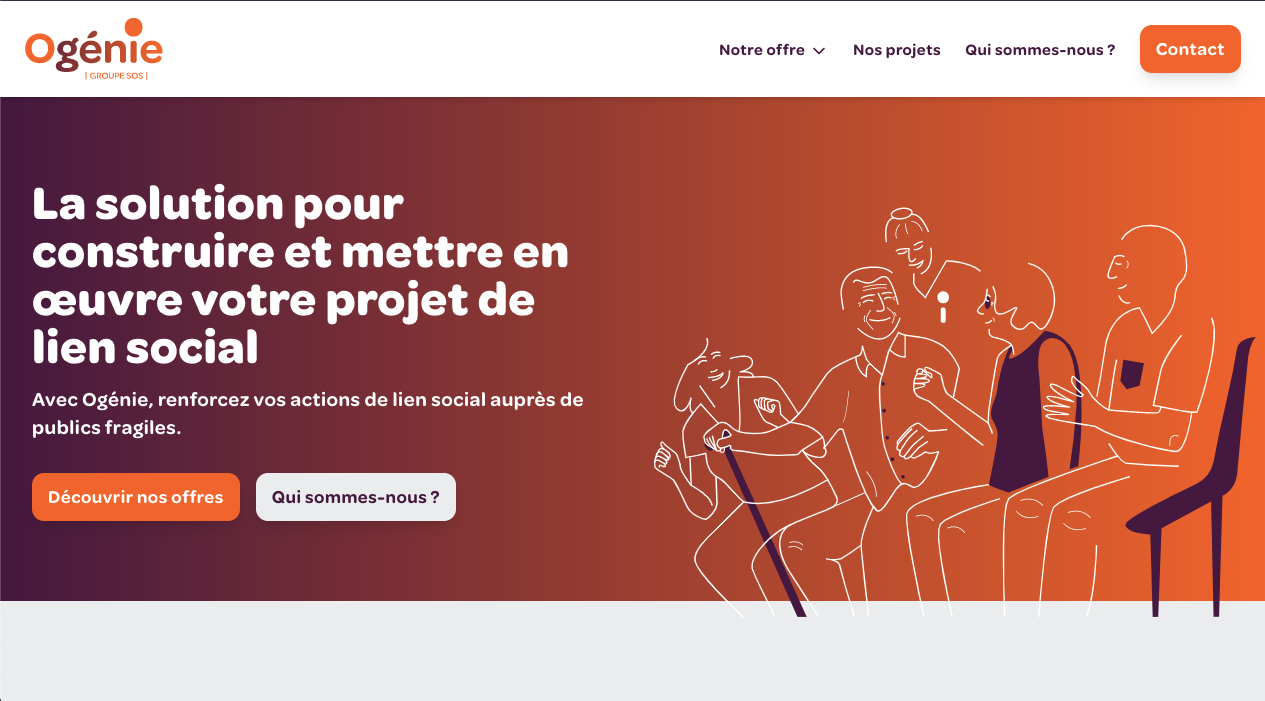 Ogénie
| GROUPE SOS |
Notre offre
Nos projets
Qui sommes-nous ?
Contact
La solution pour
construire et mettre en
œuvre votre projet de
lien social
Avec Ogénie, renforcez vos actions de lien social auprès de
publics fragiles.
Découvrir nos offres
Qui sommes-nous ?